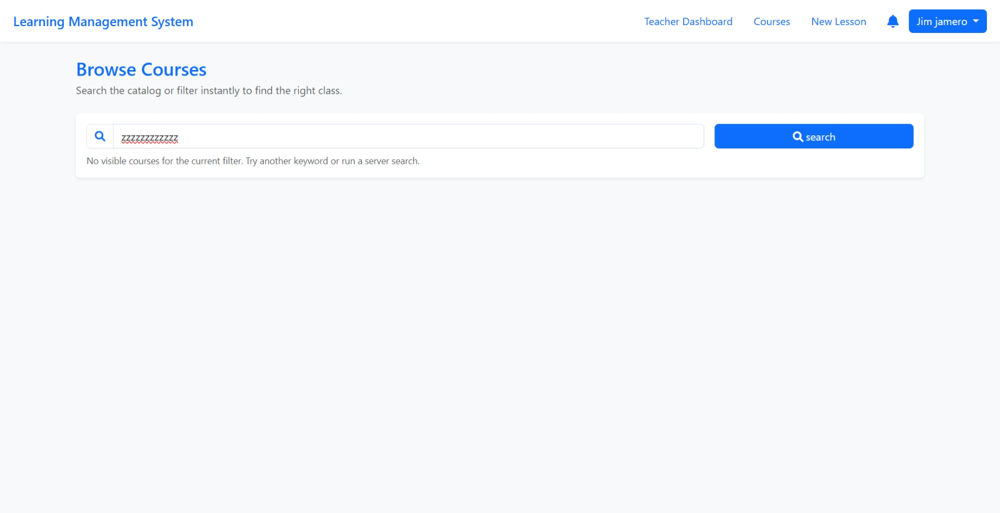 Learning Management System
Teacher Dashboard Courses New Lesson Jim jamero
Browse Courses
Search the catalog or filter instantly to find the right class.
zzzzzzzzzzzz search
No visible courses for the current filter. Try another keyword or run a server search.